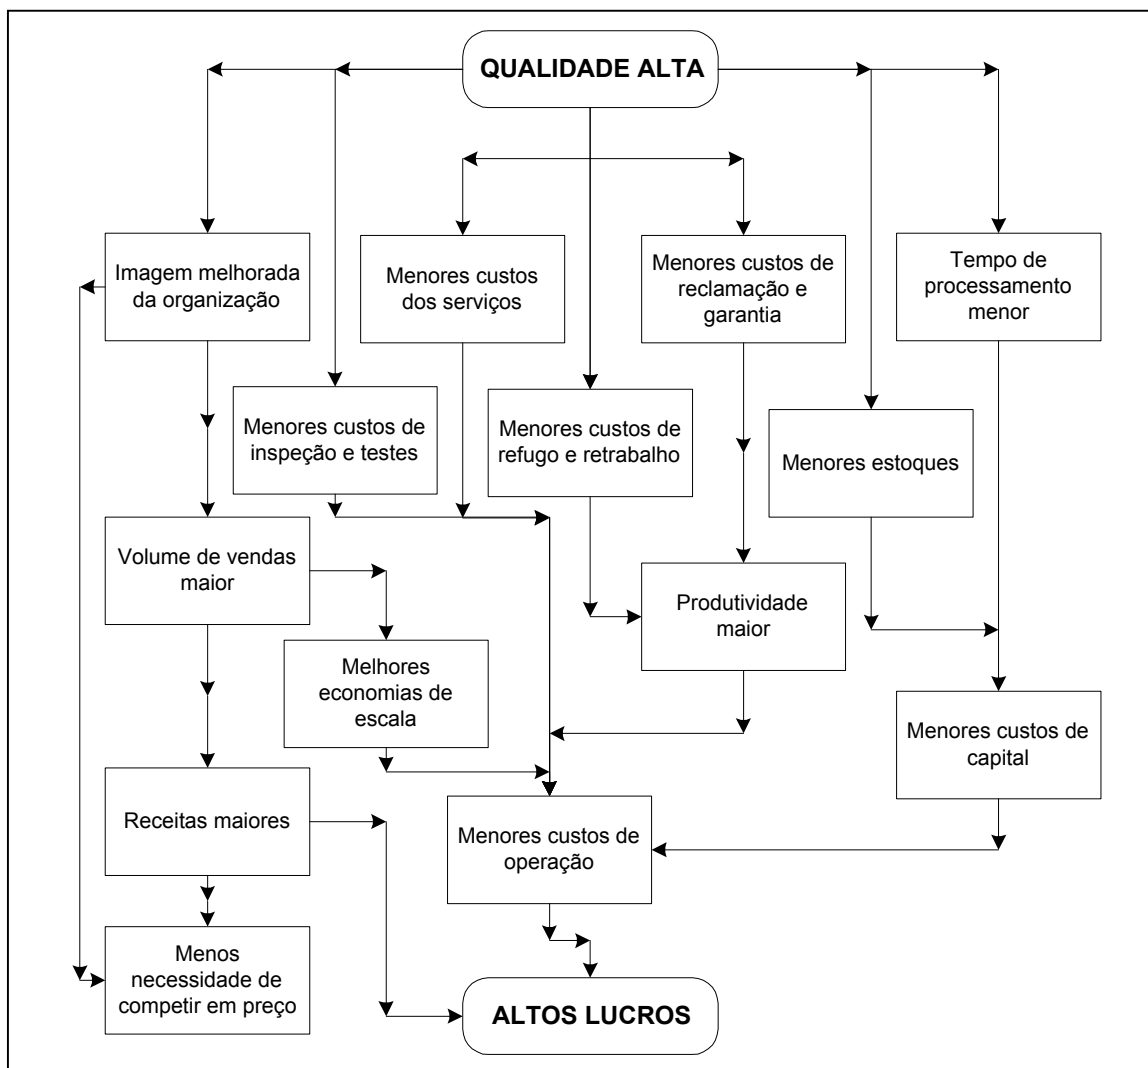 QUALIDADE ALTA
Imagem melhorada
da organização
Menores custos
dos serviços
Menores custos de
reclamação e
garantia
Tempo de
processamento
menor
Menores custos de
inspeção e testes
Menores custos de
refugo e retrabalho
Menores estoques
Volume de vendas
maior
Produtividade
maior
Melhores
economias de
escala
Menores custos de
capital
Receitas maiores
Menores custos de
operação
Menos
necessidade de
competir em preço
ALTOS LUCROS